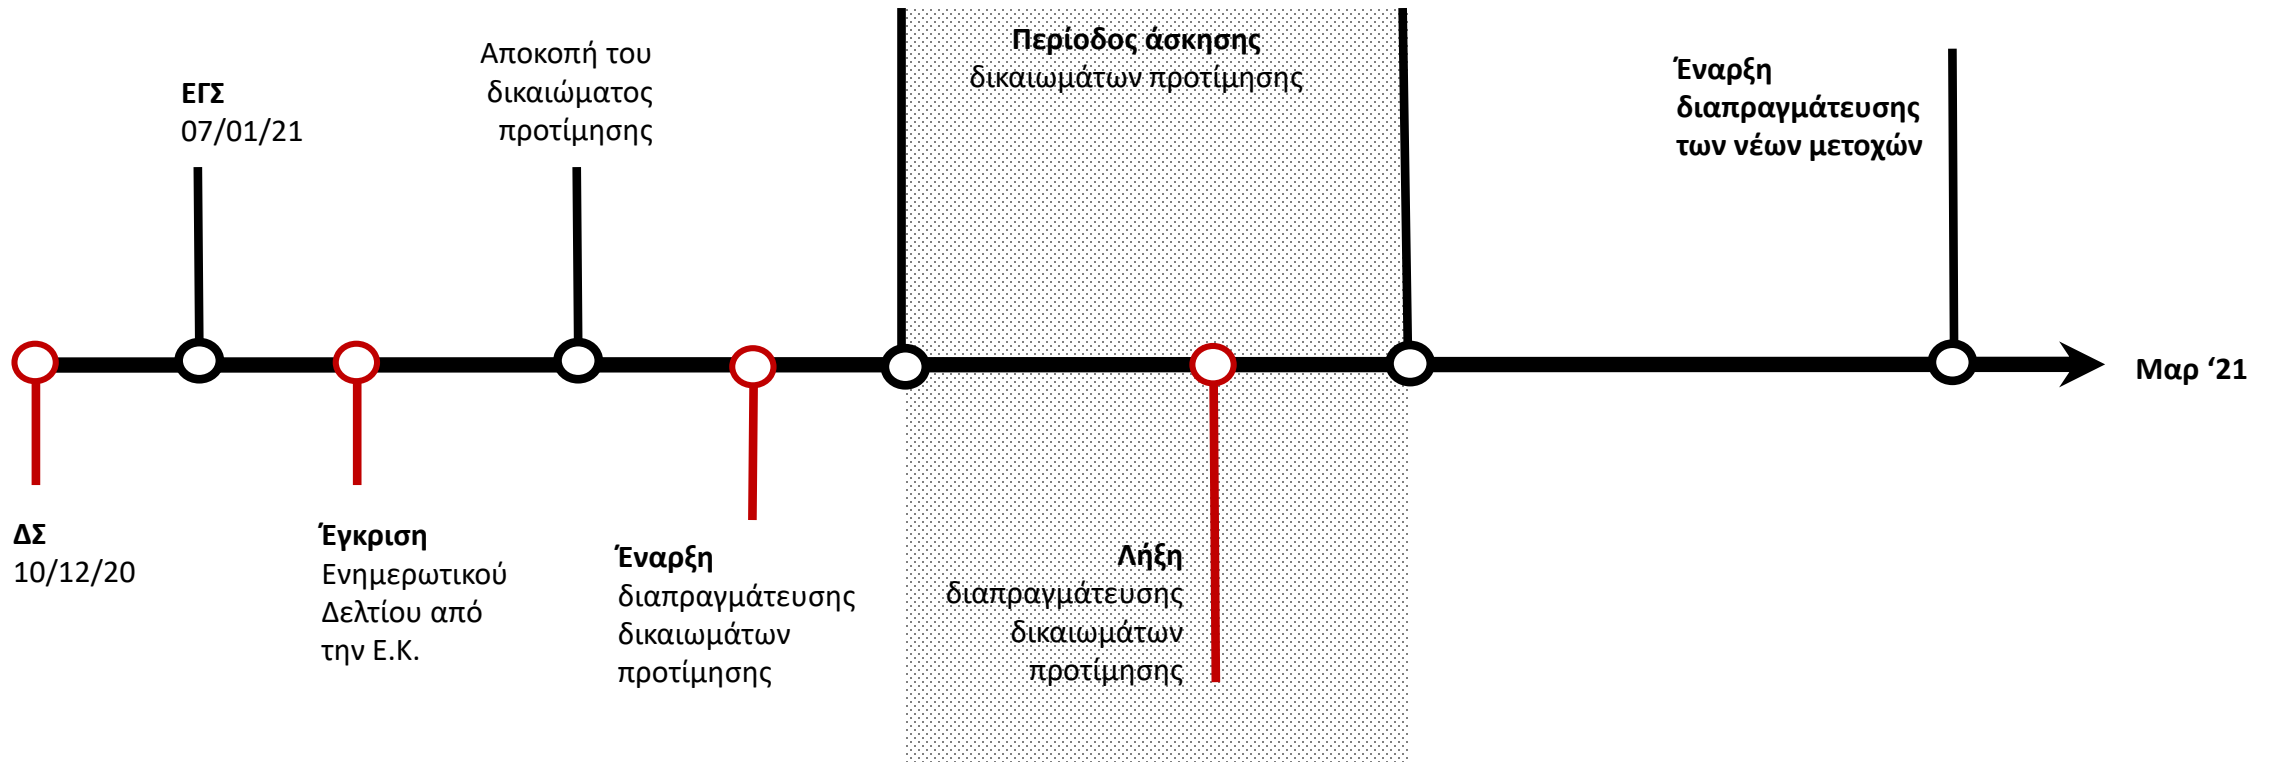 ΕΓΣ
07/01/21
Αποκοπή του
δικαιώματος
προτίμησης
Περίοδος άσκησης
δικαιωμάτων προτίμησης
Έναρξη
διαπραγμάτευσης
των νέων μετοχών
Μαρ ‘21
ΔΣ
10/12/20
Έγκριση
Ενημερωτικού
Δελτίου από
την Ε.Κ.
Έναρξη
διαπραγμάτευσης
δικαιωμάτων
προτίμησης
Λήξη
διαπραγμάτευσης
δικαιωμάτων
προτίμησης